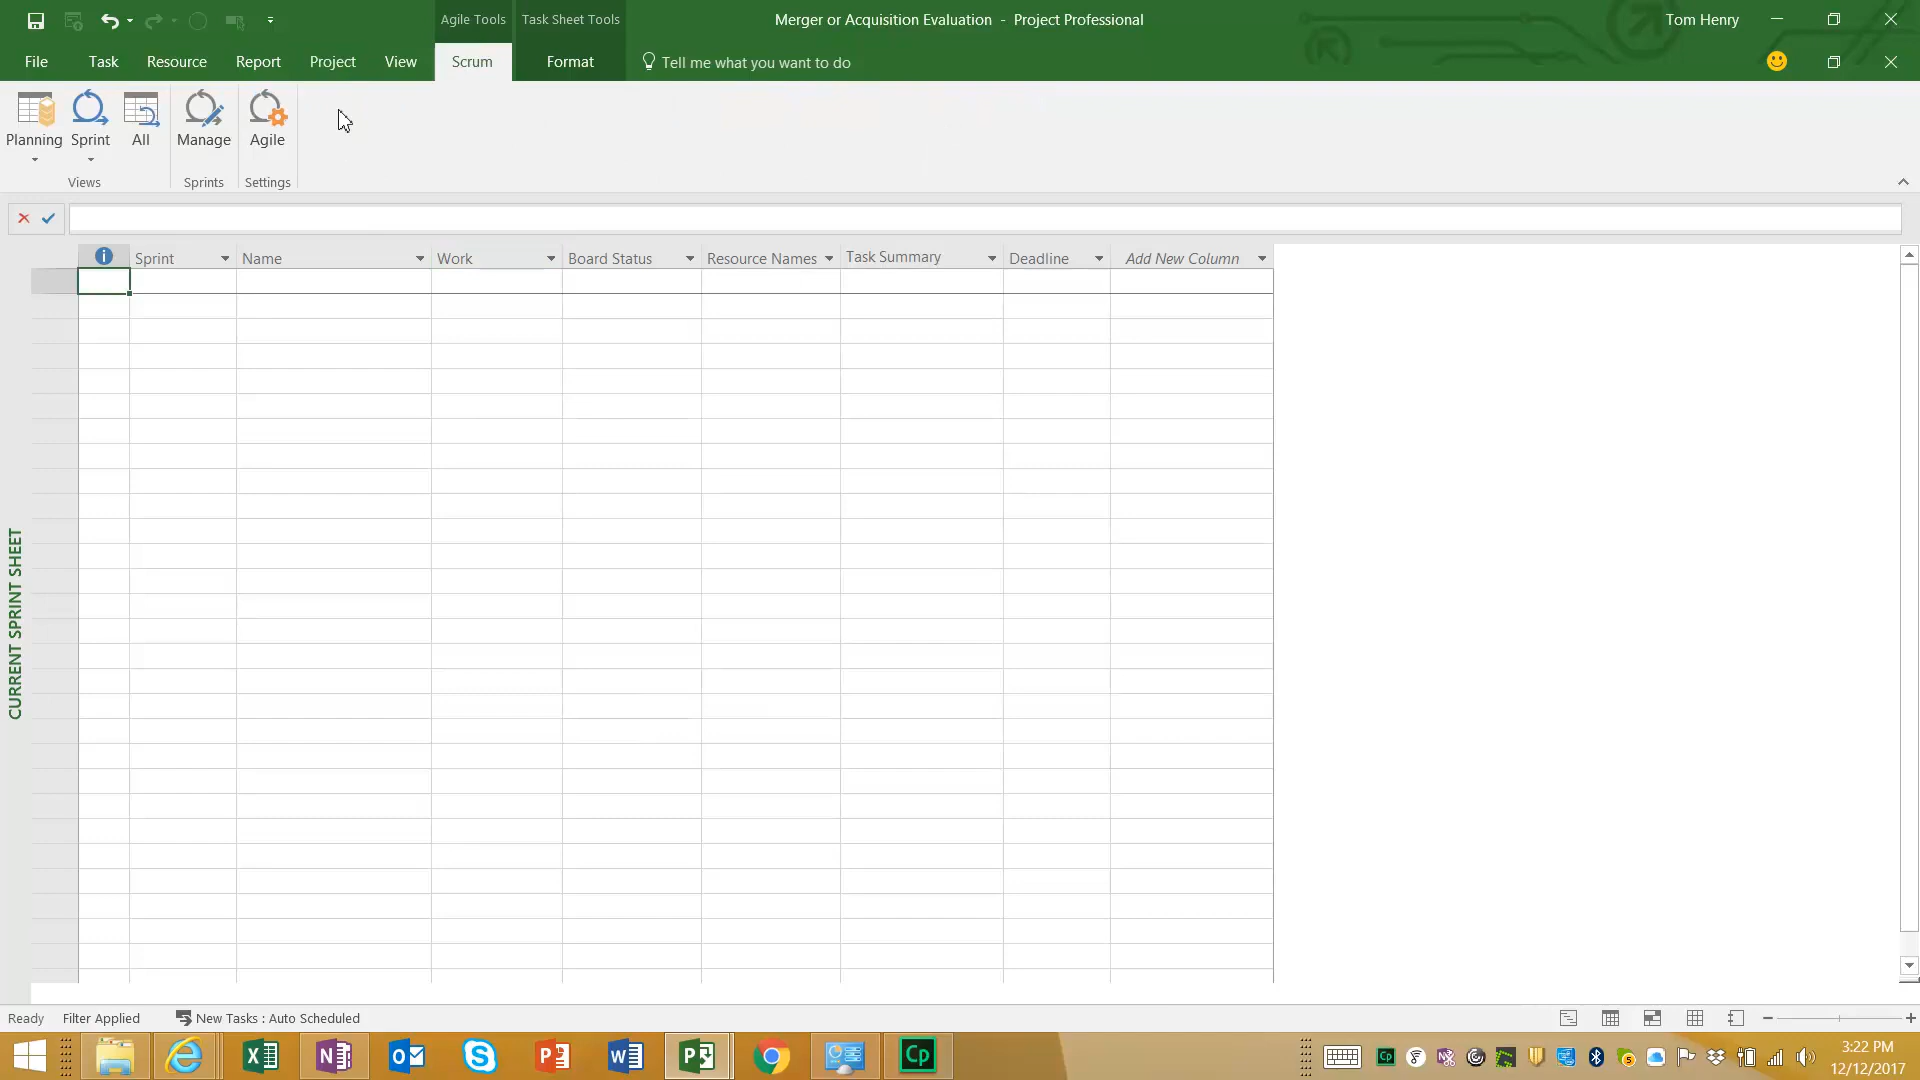 Agile Tools Task Sheet Tools Merger or Acquisition Evaluation - Project Professional Tom Henry
File Task Resource Report Project View Scrum Format Tell me what you want to do
Planning Sprint All Manage Agile
Views Sprints Settings
Sprint Name Work Board Status Resource Names Task Summary Deadline Add New Column
CURRENT SPRINT SHEET
Ready Filter Applied New Tasks : Auto Scheduled
3:22 PM
12/12/2017